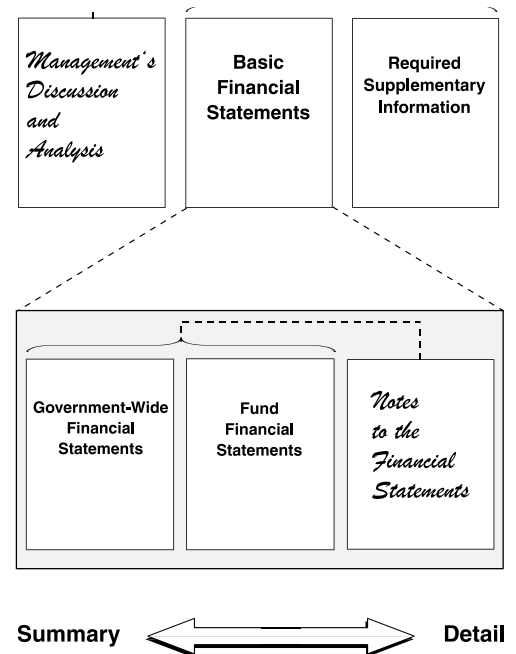 Management's
Discussion
and
Analysis
Basic
Financial
Statements
Required
Supplementary
Information
Government-Wide
Financial
Statements
Fund
Financial
Statements
Notes
to the
Financial
Statements
Summary
Detail